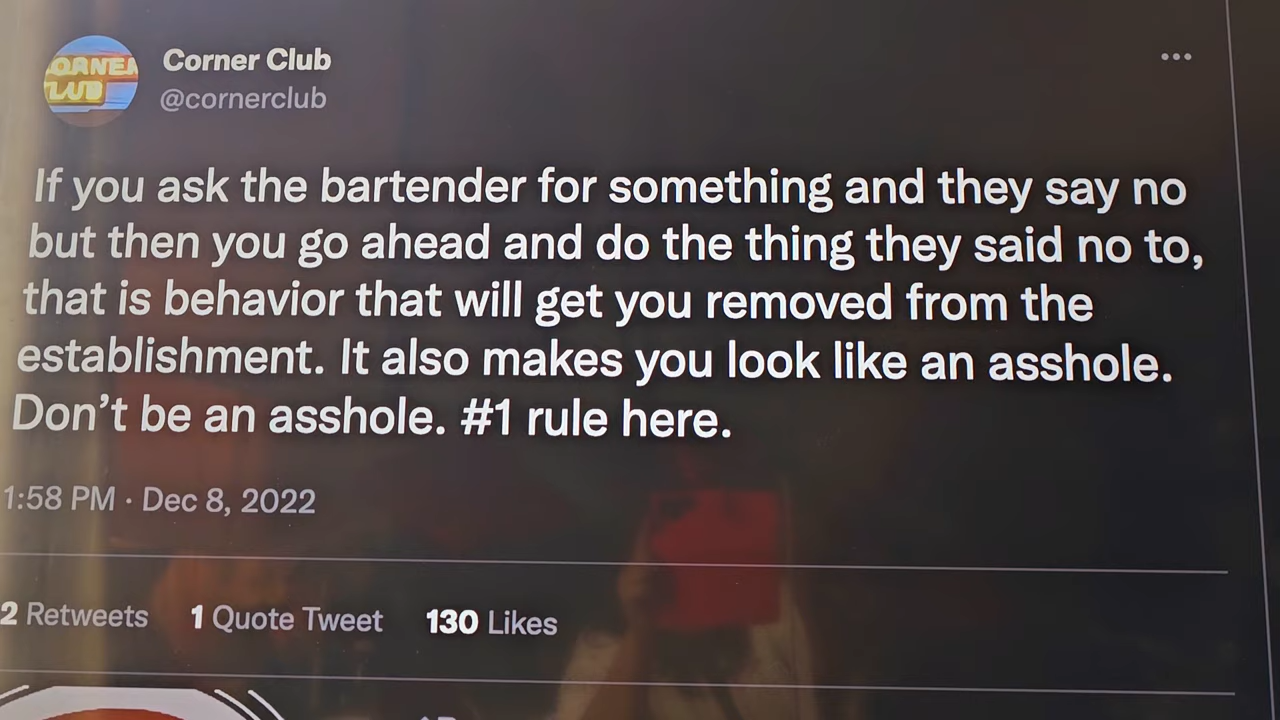 CORNER
CLUB
Corner Club
@cornerclub
If you ask the bartender for something and they say no
but then you go ahead and do the thing they said no to,
that is behavior that will get you removed from the
establishment. It also makes you look like an asshole.
Don't be an asshole. #1 rule here.
1:58 PM · Dec 8, 2022
2 Retweets 1 Quote Tweet 130 Likes